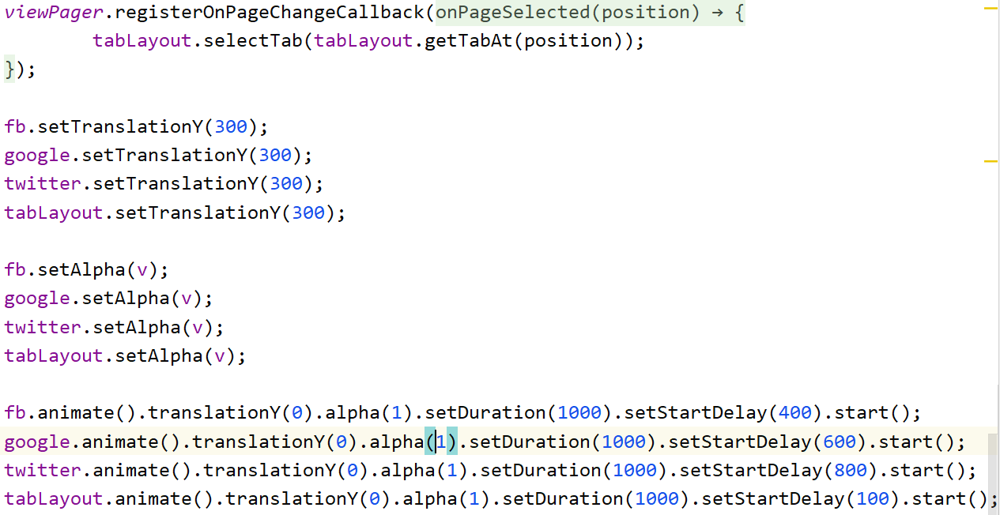 viewPager.registerOnPageChangeCallback(onPageSelected(position) → {
        tabLayout.selectTab(tabLayout.getTabAt(position));
});

fb.setTranslationY(300);
google.setTranslationY(300);
twitter.setTranslationY(300);
tabLayout.setTranslationY(300);

fb.setAlpha(v);
google.setAlpha(v);
twitter.setAlpha(v);
tabLayout.setAlpha(v);

fb.animate().translationY(0).alpha(1).setDuration(1000).setStartDelay(400).start();
google.animate().translationY(0).alpha(1).setDuration(1000).setStartDelay(600).start();
twitter.animate().translationY(0).alpha(1).setDuration(1000).setStartDelay(800).start();
tabLayout.animate().translationY(0).alpha(1).setDuration(1000).setStartDelay(100).start();